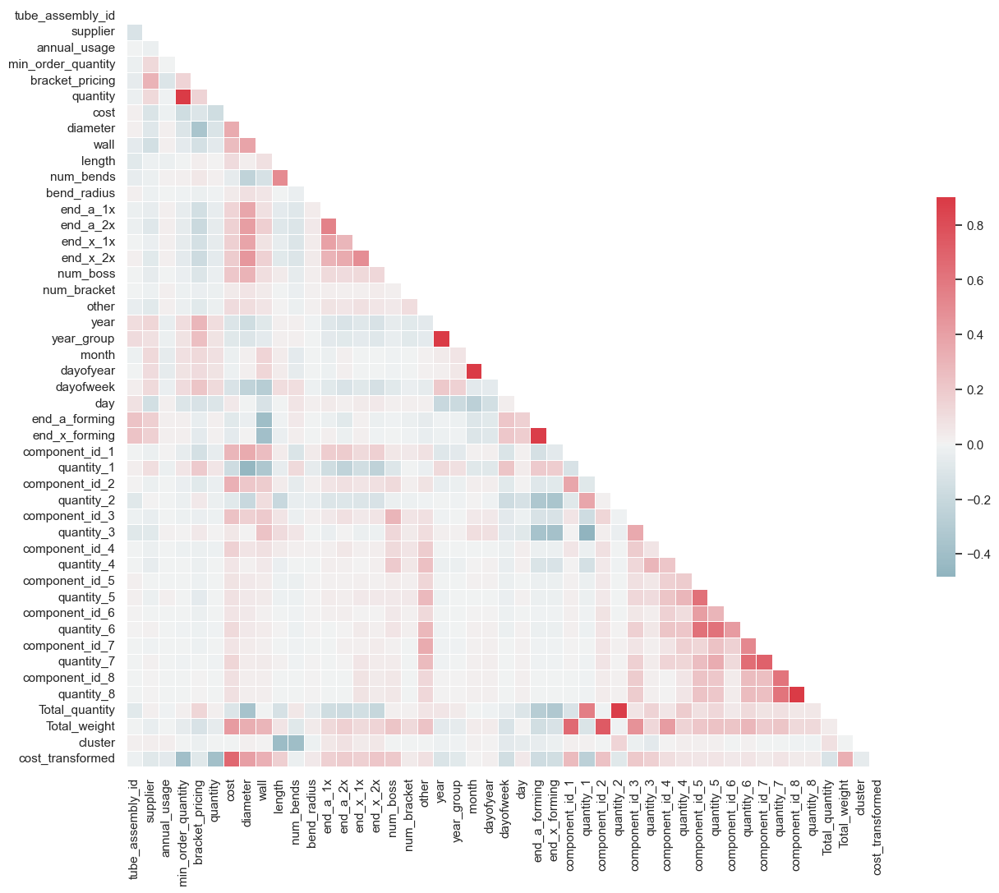 tube_assembly_id
supplier
annual_usage
min_order_quantity
bracket_pricing
quantity
cost
diameter
wall
length
num_bends
bend_radius
end_a_1x
end_a_2x
end_x_1x
end_x_2x
num_boss
num_bracket
other
year
year_group
month
dayofyear
dayofweek
day
end_a_forming
end_x_forming
component_id_1
quantity_1
component_id_2
quantity_2
component_id_3
quantity_3
component_id_4
quantity_4
component_id_5
quantity_5
component_id_6
quantity_6
component_id_7
quantity_7
component_id_8
quantity_8
Total_quantity
Total_weight
cluster
cost_transformed
tube_assembly_id
supplier
annual_usage
min_order_quantity
bracket_pricing
quantity
cost
diameter
wall
length
num_bends
bend_radius
end_a_1x
end_a_2x
end_x_1x
end_x_2x
num_boss
num_bracket
other
year
year_group
month
dayofyear
dayofweek
day
end_a_forming
end_x_forming
component_id_1
quantity_1
component_id_2
quantity_2
component_id_3
quantity_3
component_id_4
quantity_4
component_id_5
quantity_5
component_id_6
quantity_6
component_id_7
quantity_7
component_id_8
quantity_8
Total_quantity
Total_weight
cluster
cost_transformed
0.8
0.6
0.4
0.2
0.0
−0.2
−0.4